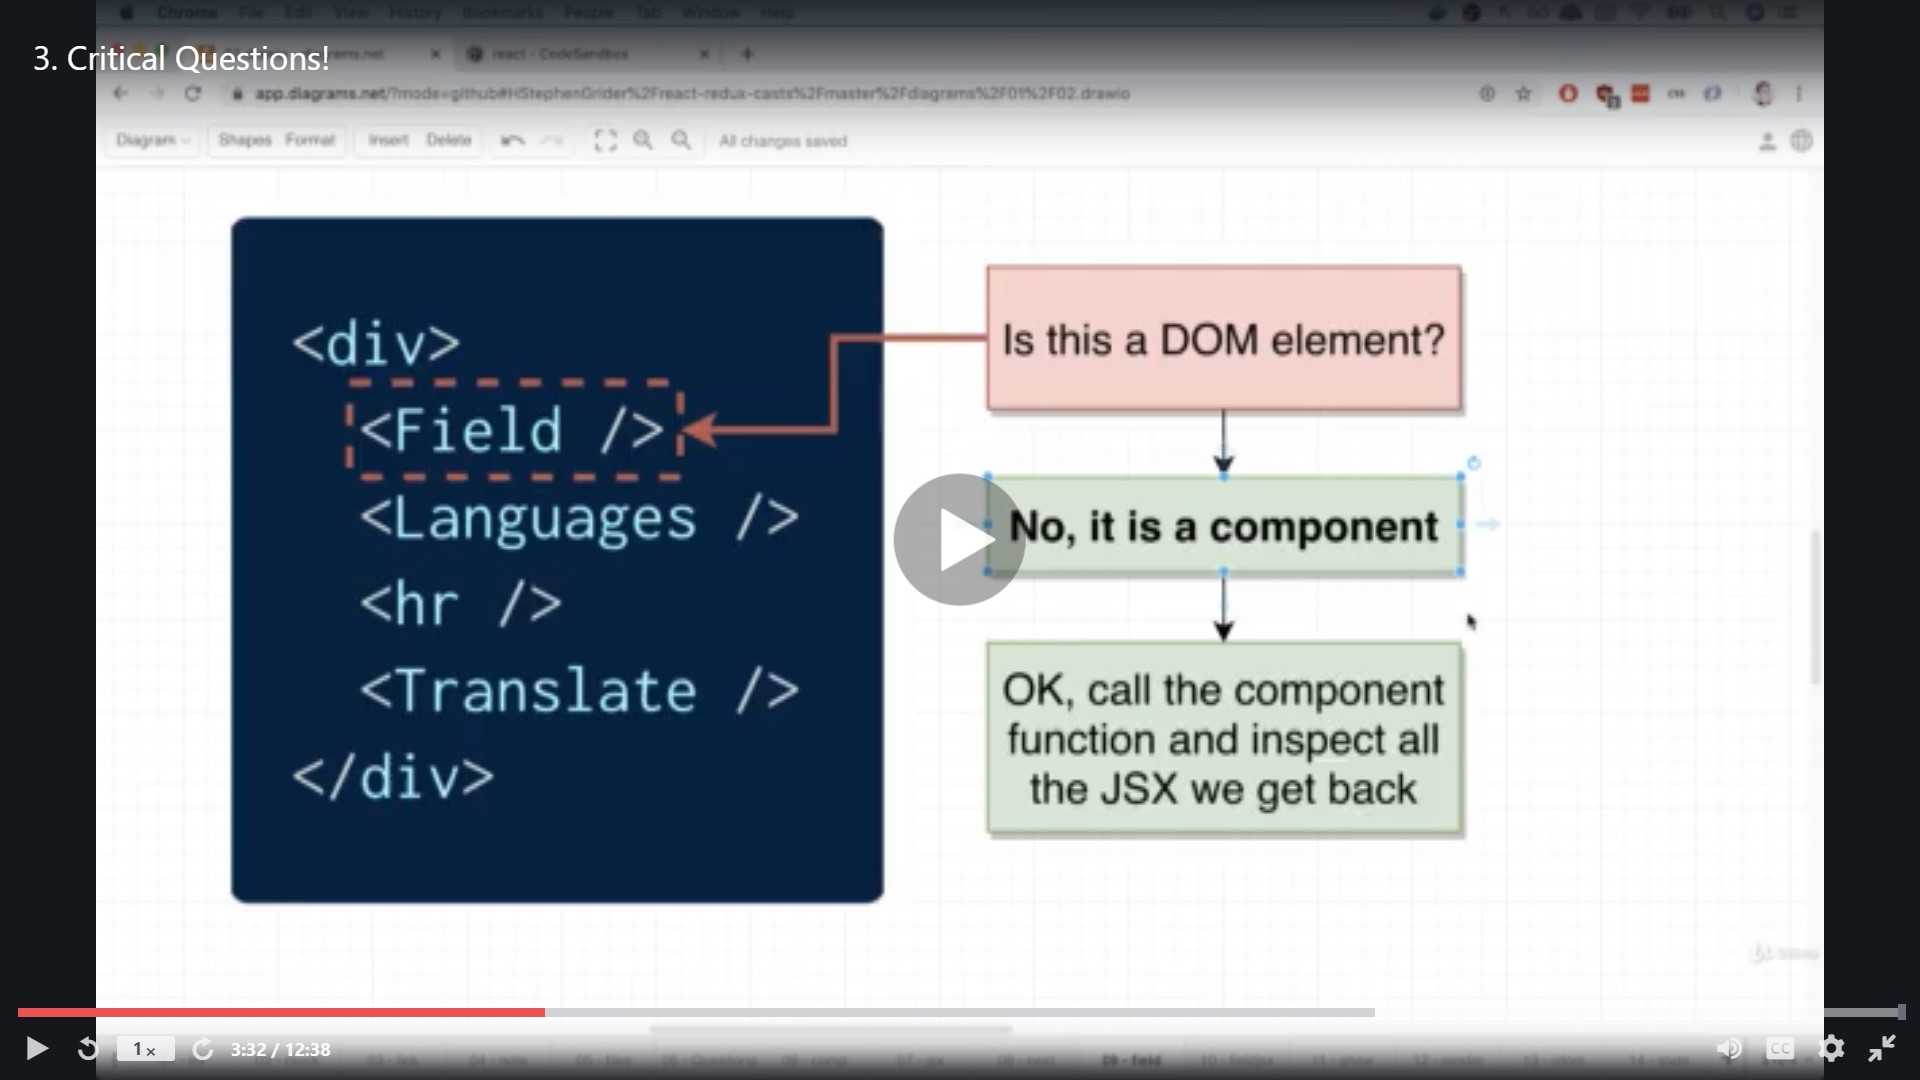 Chrome File Edit View History Bookmarks People Tab Window Help
3. Critical Questions!
react - CodeSandbox
app.diagrams.net/?mode=github#HStephenGrider%2Freact-redux-casts%2Fmaster%2Fdiagrams%2F01%2F02.drawio
Diagram Shapes Format Insert Delete All changes saved
<div>
<Field />
<Languages />
<hr />
<Translate />
</div>
Is this a DOM element?
No, it is a component
OK, call the component
function and inspect all
the JSX we get back
1x 3:32 / 12:38
09 - field
CC